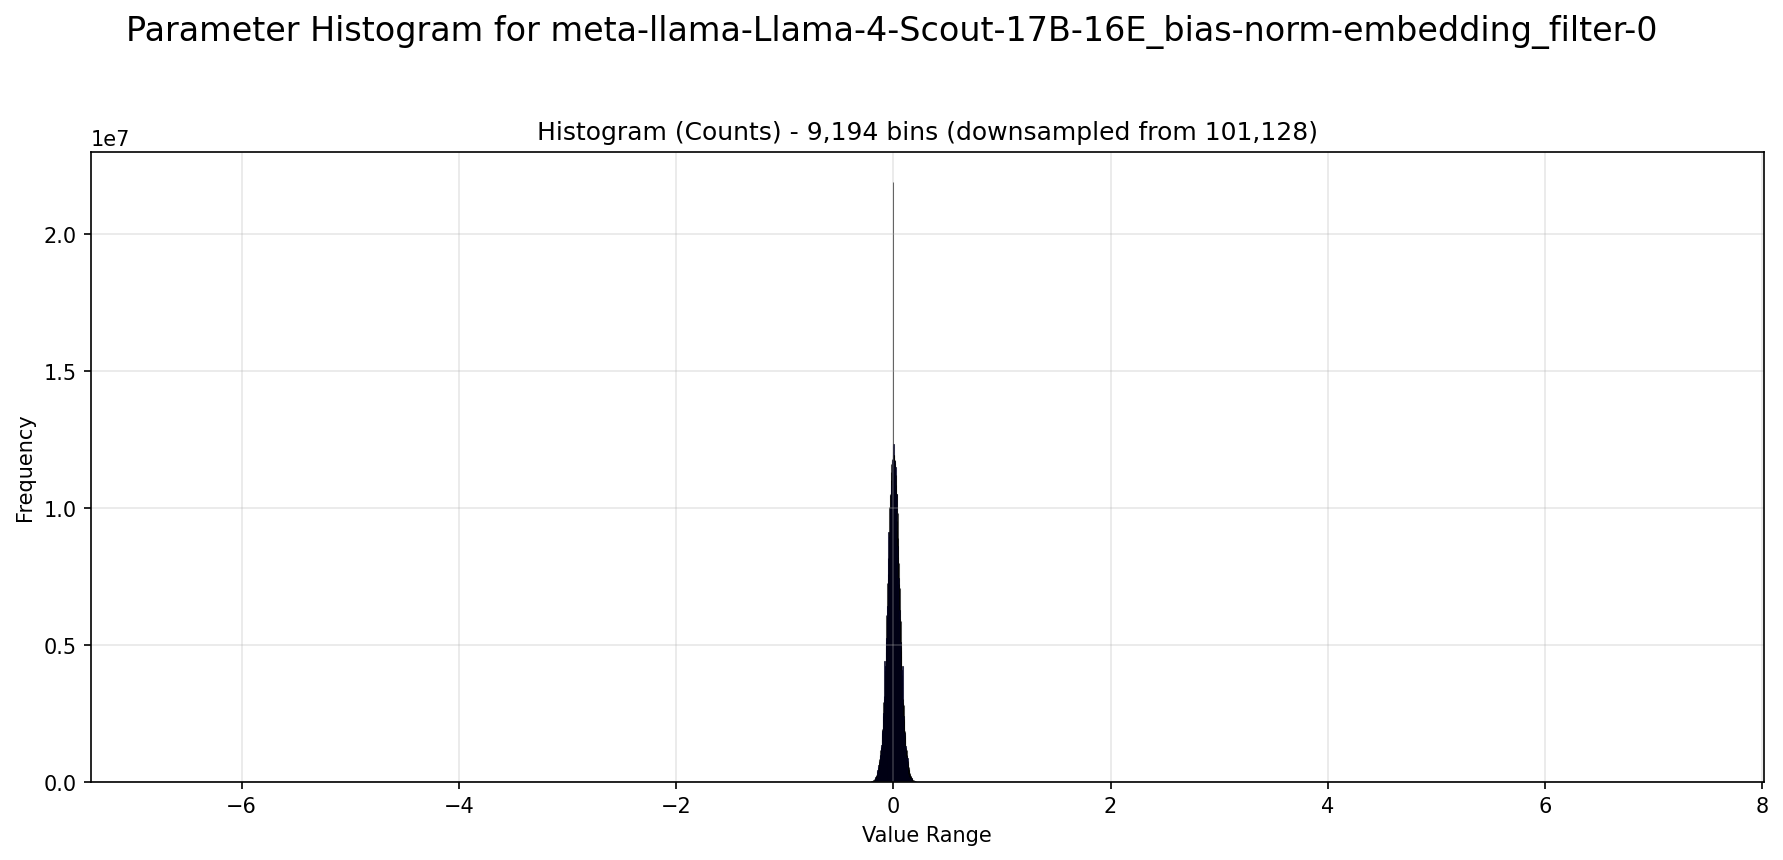 Parameter Histogram for meta-llama-Llama-4-Scout-17B-16E_bias-norm-embedding_filter-0
Histogram (Counts) - 9,194 bins (downsampled from 101,128)
1e7
2.0
1.5
1.0
0.5
0.0
Frequency
−6 −4 −2 0 2 4 6 8
Value Range